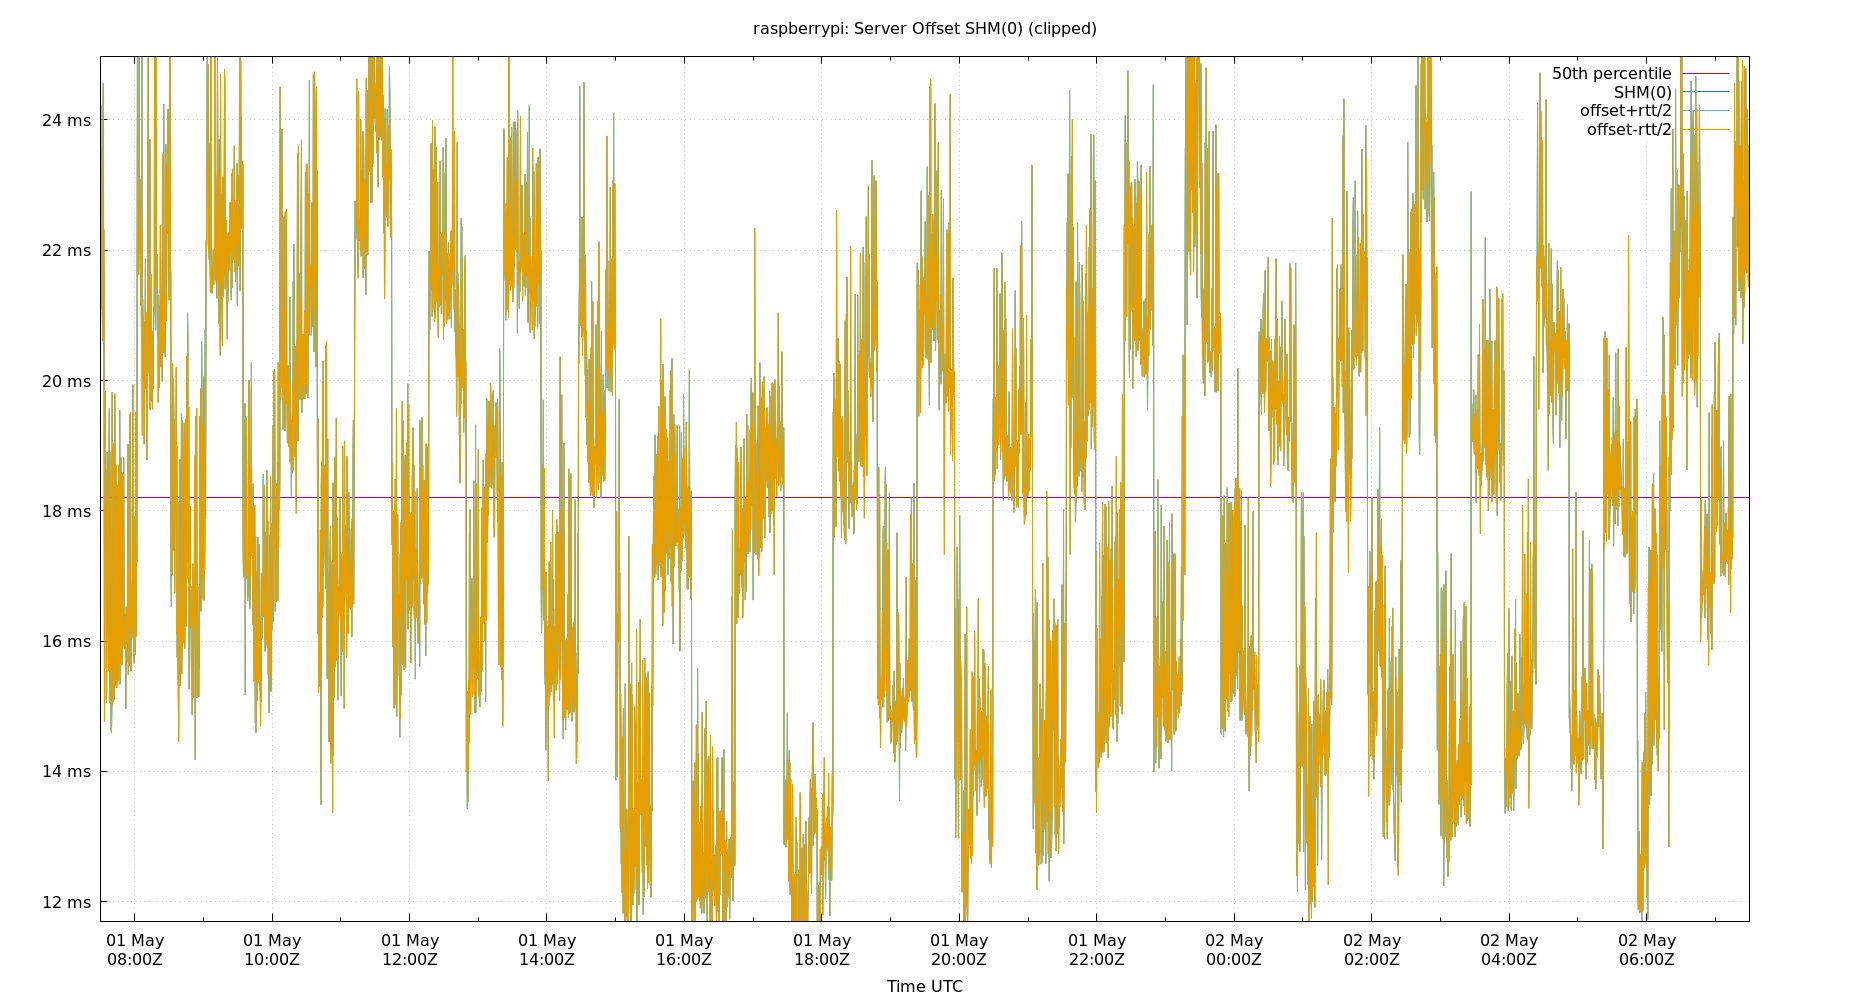 raspberrypi: Server Offset SHM(0) (clipped)
50th percentile
SHM(0)
offset+rtt/2
offset-rtt/2
24 ms
22 ms
20 ms
18 ms
16 ms
14 ms
12 ms
01 May 01 May 01 May 01 May 01 May 01 May 01 May 01 May 02 May 02 May 02 May 02 May
08:00Z 10:00Z 12:00Z 14:00Z 16:00Z 18:00Z 20:00Z 22:00Z 00:00Z 02:00Z 04:00Z 06:00Z
Time UTC